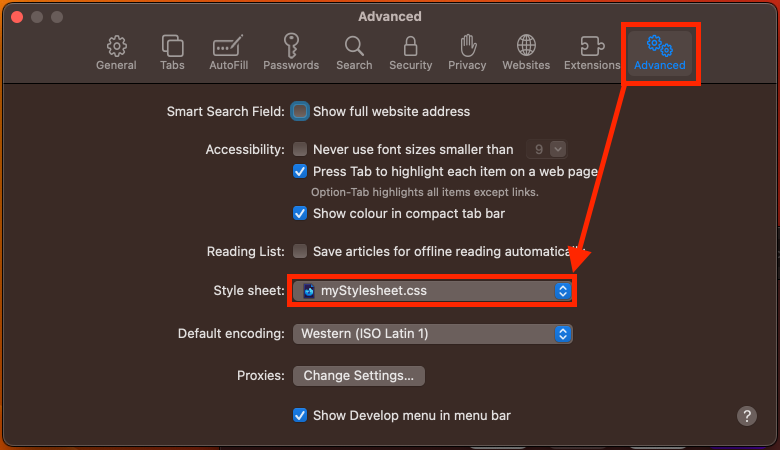 Advanced
General Tabs AutoFill Passwords Search Security Privacy Websites Extensions Advanced
Smart Search Field: Show full website address
Accessibility: Never use font sizes smaller than 9
Press Tab to highlight each item on a web page
Option-Tab highlights all items except links.
Show colour in compact tab bar
Reading List: Save articles for offline reading automatically
Style sheet: myStylesheet.css
Default encoding: Western (ISO Latin 1)
Proxies: Change Settings...
Show Develop menu in menu bar
?